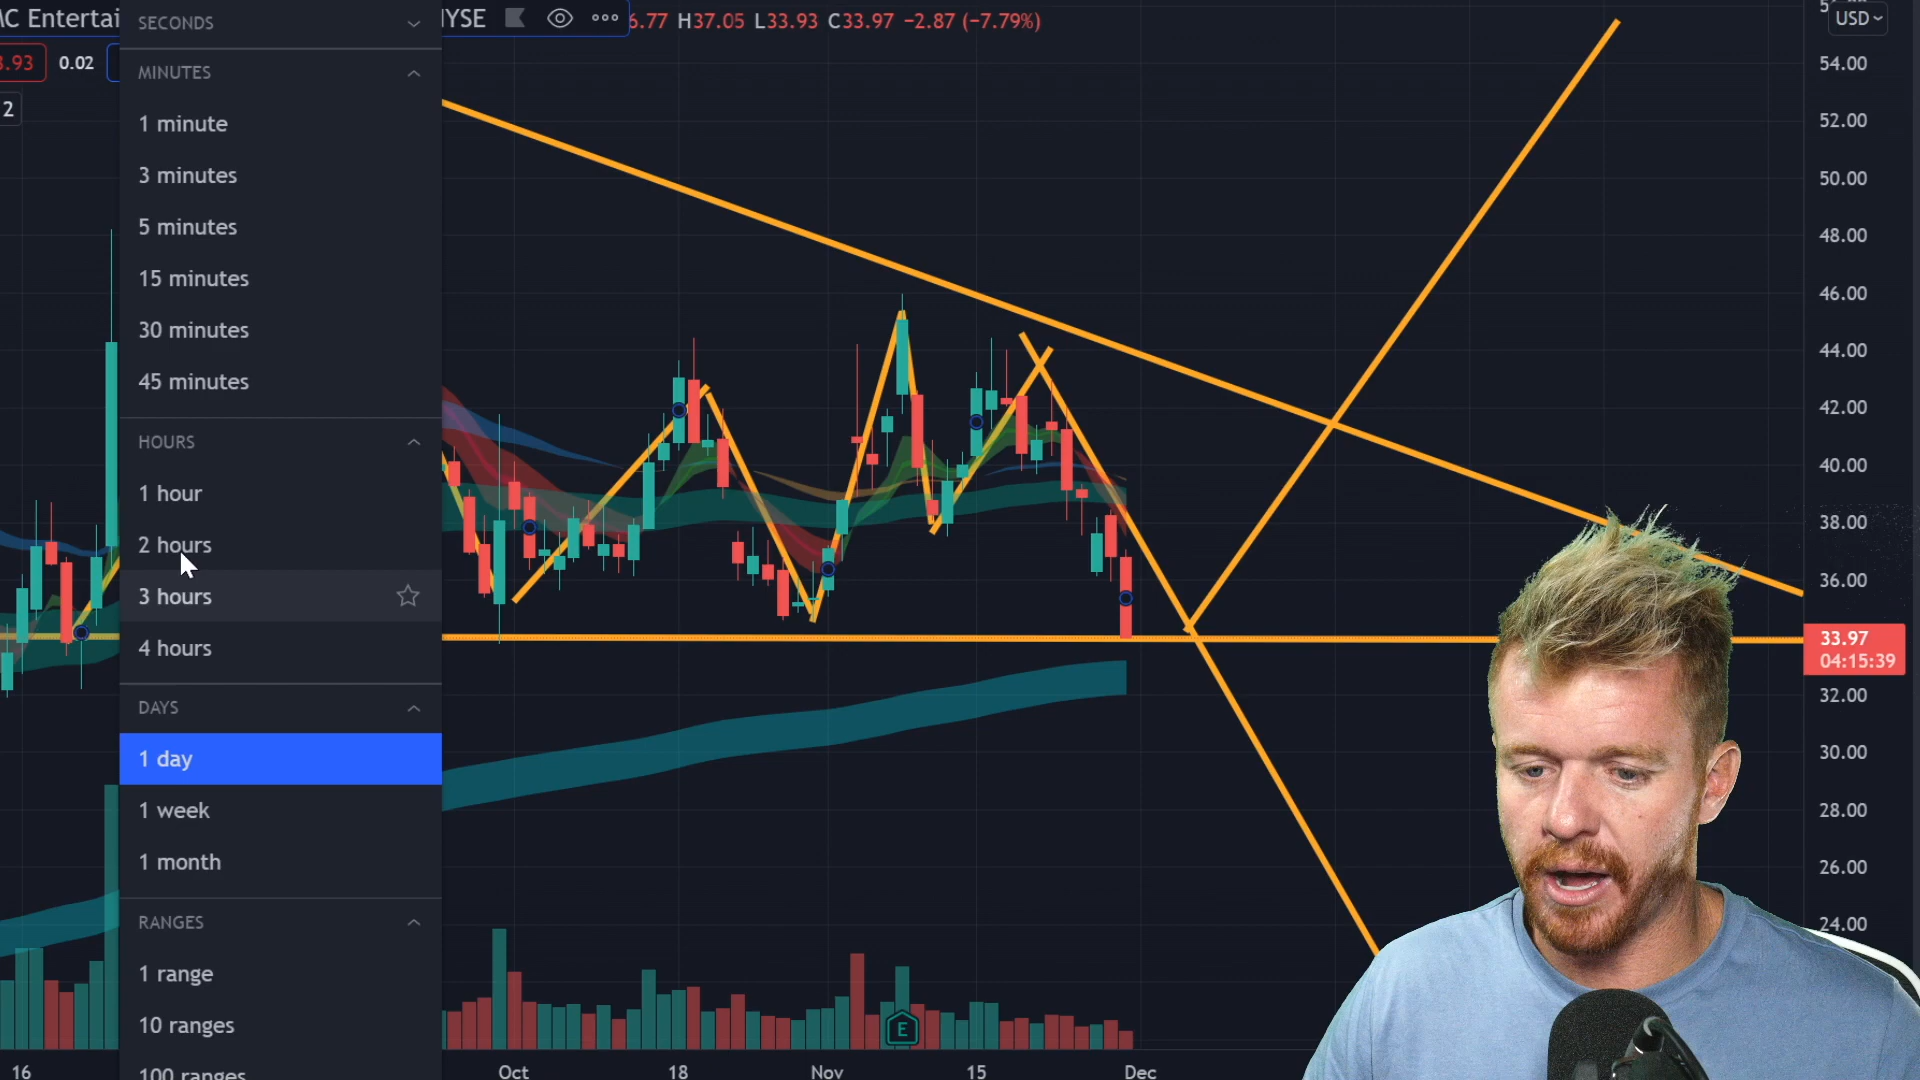 C Entertai
SECONDS
YSE
6.77 H37.05 L33.93 C33.97 −2.87 (−7.79%)
USD
3.93
0.02
2
MINUTES
1 minute
3 minutes
5 minutes
15 minutes
30 minutes
45 minutes
HOURS
1 hour
2 hours
3 hours
4 hours
DAYS
1 day
1 week
1 month
RANGES
1 range
10 ranges
100 ranges
54.00
52.00
50.00
48.00
46.00
44.00
42.00
40.00
38.00
36.00
33.97
04:15:39
32.00
30.00
28.00
26.00
24.00
E
16
Oct
18
Nov
15
Dec